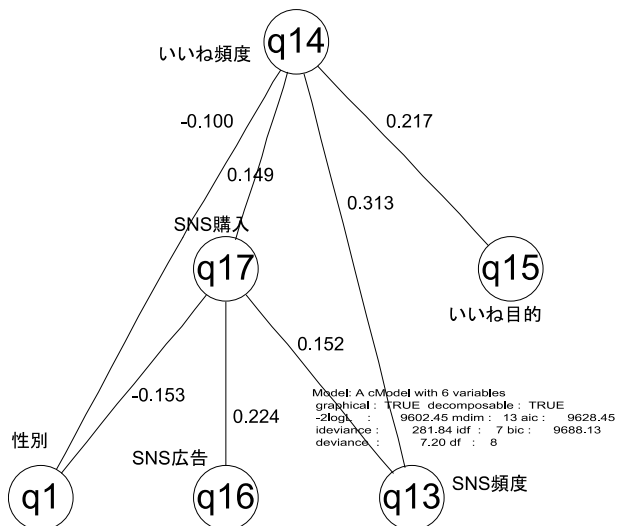 q14
いいね頻度
-0.100
0.217
0.149
0.313
SNS購入
q17
q15
いいね目的
0.152
-0.153
0.224
Model: A cModel with 6 variables
graphical : TRUE decomposable : TRUE
-2logL : 9602.45 mdim : 13 aic : 9628.45
ideviance : 281.84 idf : 7 bic : 9688.13
deviance : 7.20 df : 8
性別
SNS広告
SNS頻度
q1
q16
q13